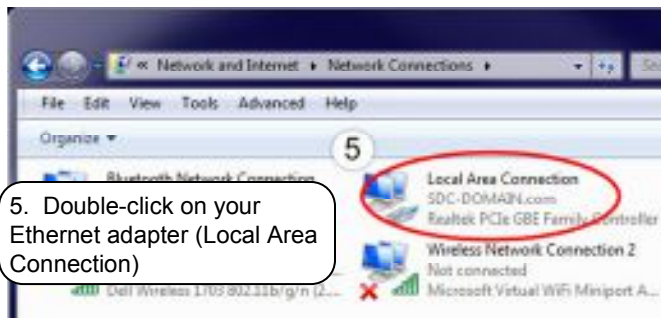 « Network and Internet ▸ Network Connections ▸
File Edit View Tools Advanced Help
Organize ▼
5
Bluetooth Network Connection
Local Area Connection
SDC-DOMAIN.com
Realtek PCIe GBE Family Controller
5. Double-click on your
Ethernet adapter (Local Area
Connection)
Wireless Network Connection 2
Not connected
Dell Wireless 1703 802.11b/g/n (2...
Microsoft Virtual WiFi Miniport A...